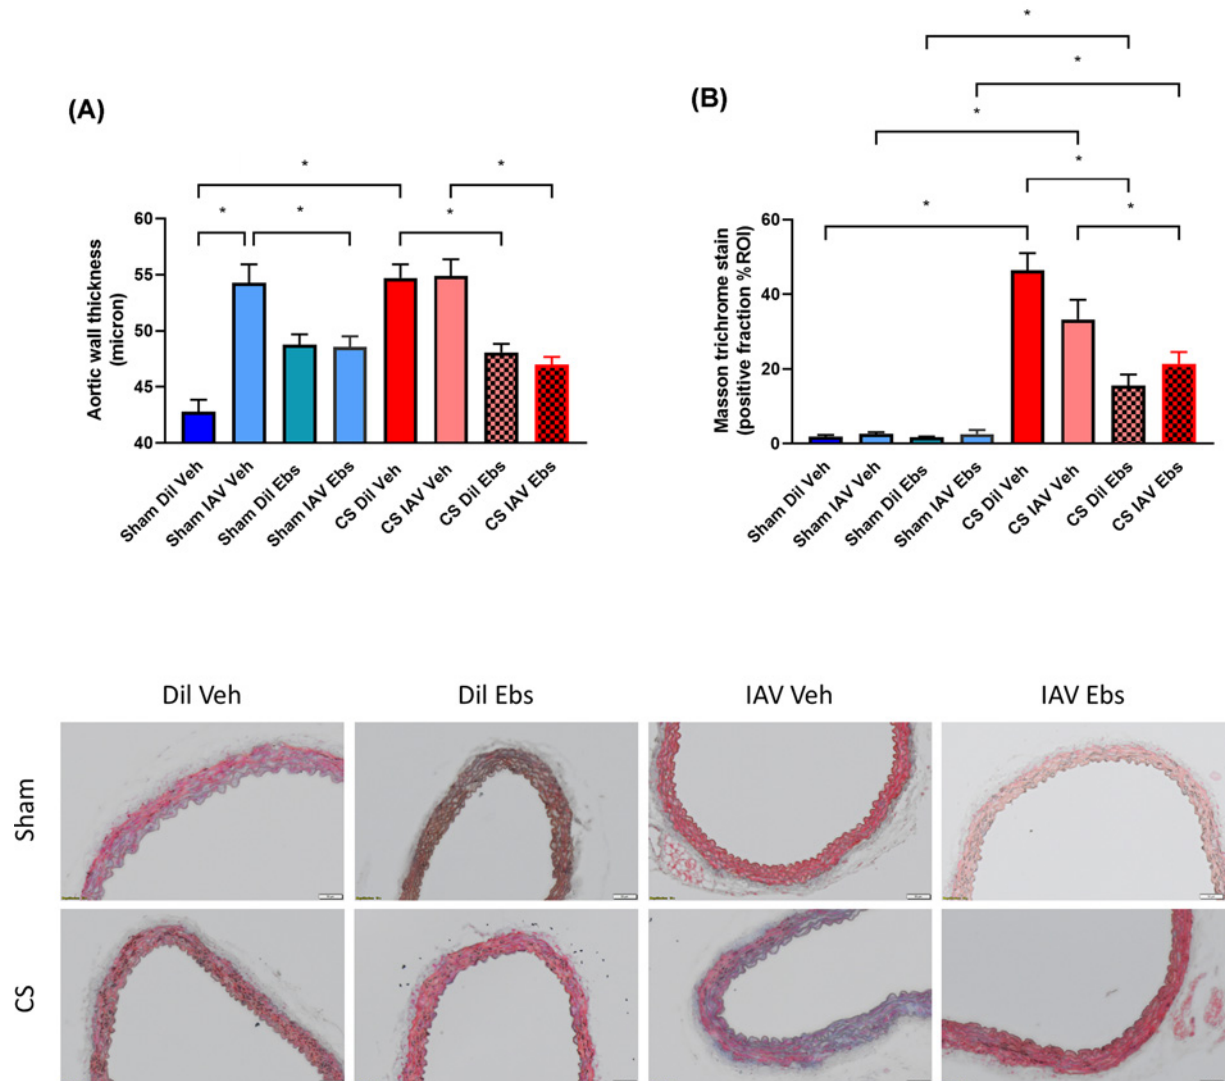 (A)
*
*
*
*
*
Aortic wall thickness
(micron)
60
55
50
45
40
Sham Dil Veh
Sham IAV Veh
Sham Dil Ebs
Sham IAV Ebs
CS Dil Veh
CS IAV Veh
CS Dil Ebs
CS IAV Ebs
(B)
*
*
*
*
*
*
Masson trichrome stain
(positive fraction %ROI)
60
40
20
0
Sham Dil Veh
Sham IAV Veh
Sham Dil Ebs
Sham IAV Ebs
CS Dil Veh
CS IAV Veh
CS Dil Ebs
CS IAV Ebs
Dil Veh
Dil Ebs
IAV Veh
IAV Ebs
Sham
CS